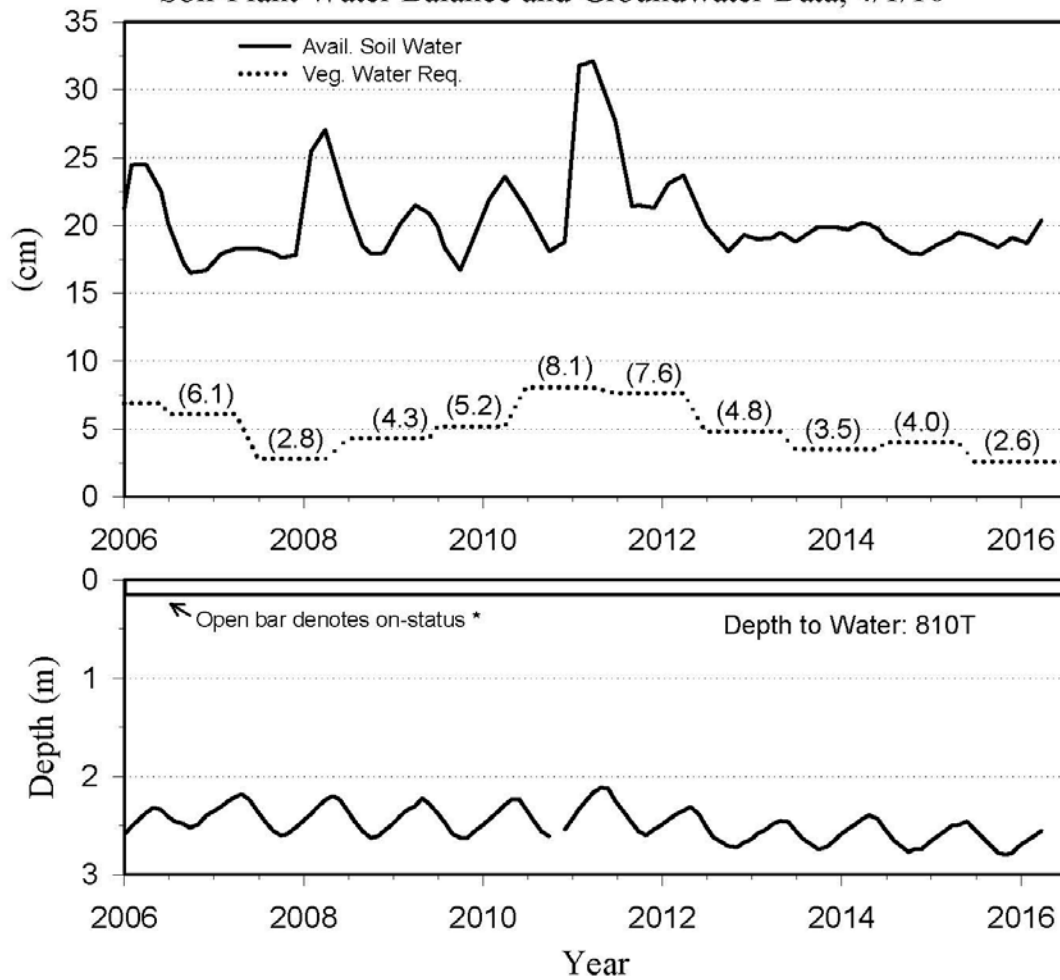 Soil-Plant Water Balance and Groundwater Data, 4/1/16
35
Avail. Soil Water
Veg. Water Req.
30
25
20
(cm)
15
10
(6.1) (2.8) (4.3) (5.2) (8.1) (7.6) (4.8) (3.5) (4.0) (2.6)
5
0
2006 2008 2010 2012 2014 2016
0
Open bar denotes on-status *
Depth to Water: 810T
1
Depth (m)
2
3
2006 2008 2010 2012 2014 2016
Year